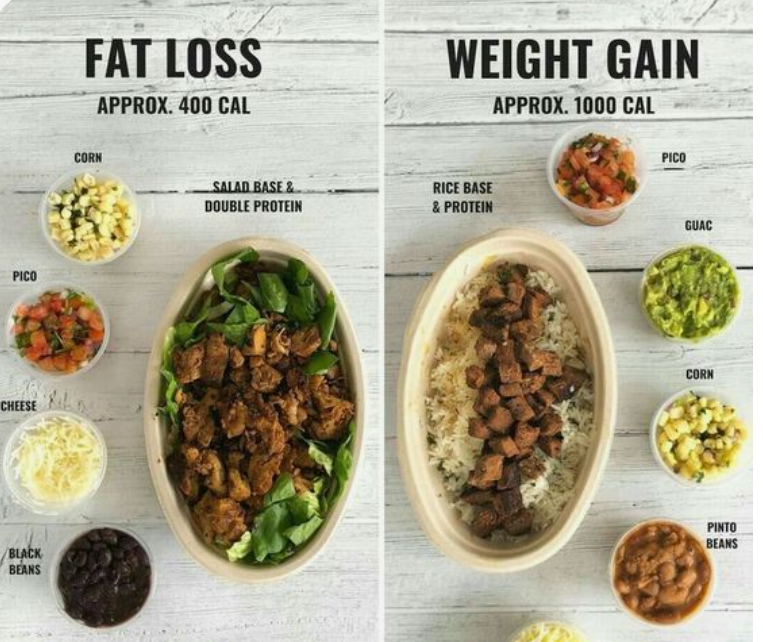 FAT LOSS
APPROX. 400 CAL
CORN
SALAD BASE &
DOUBLE PROTEIN
PICO
CHEESE
BLACK
BEANS
WEIGHT GAIN
APPROX. 1000 CAL
PICO
RICE BASE
& PROTEIN
GUAC
CORN
PINTO
BEANS